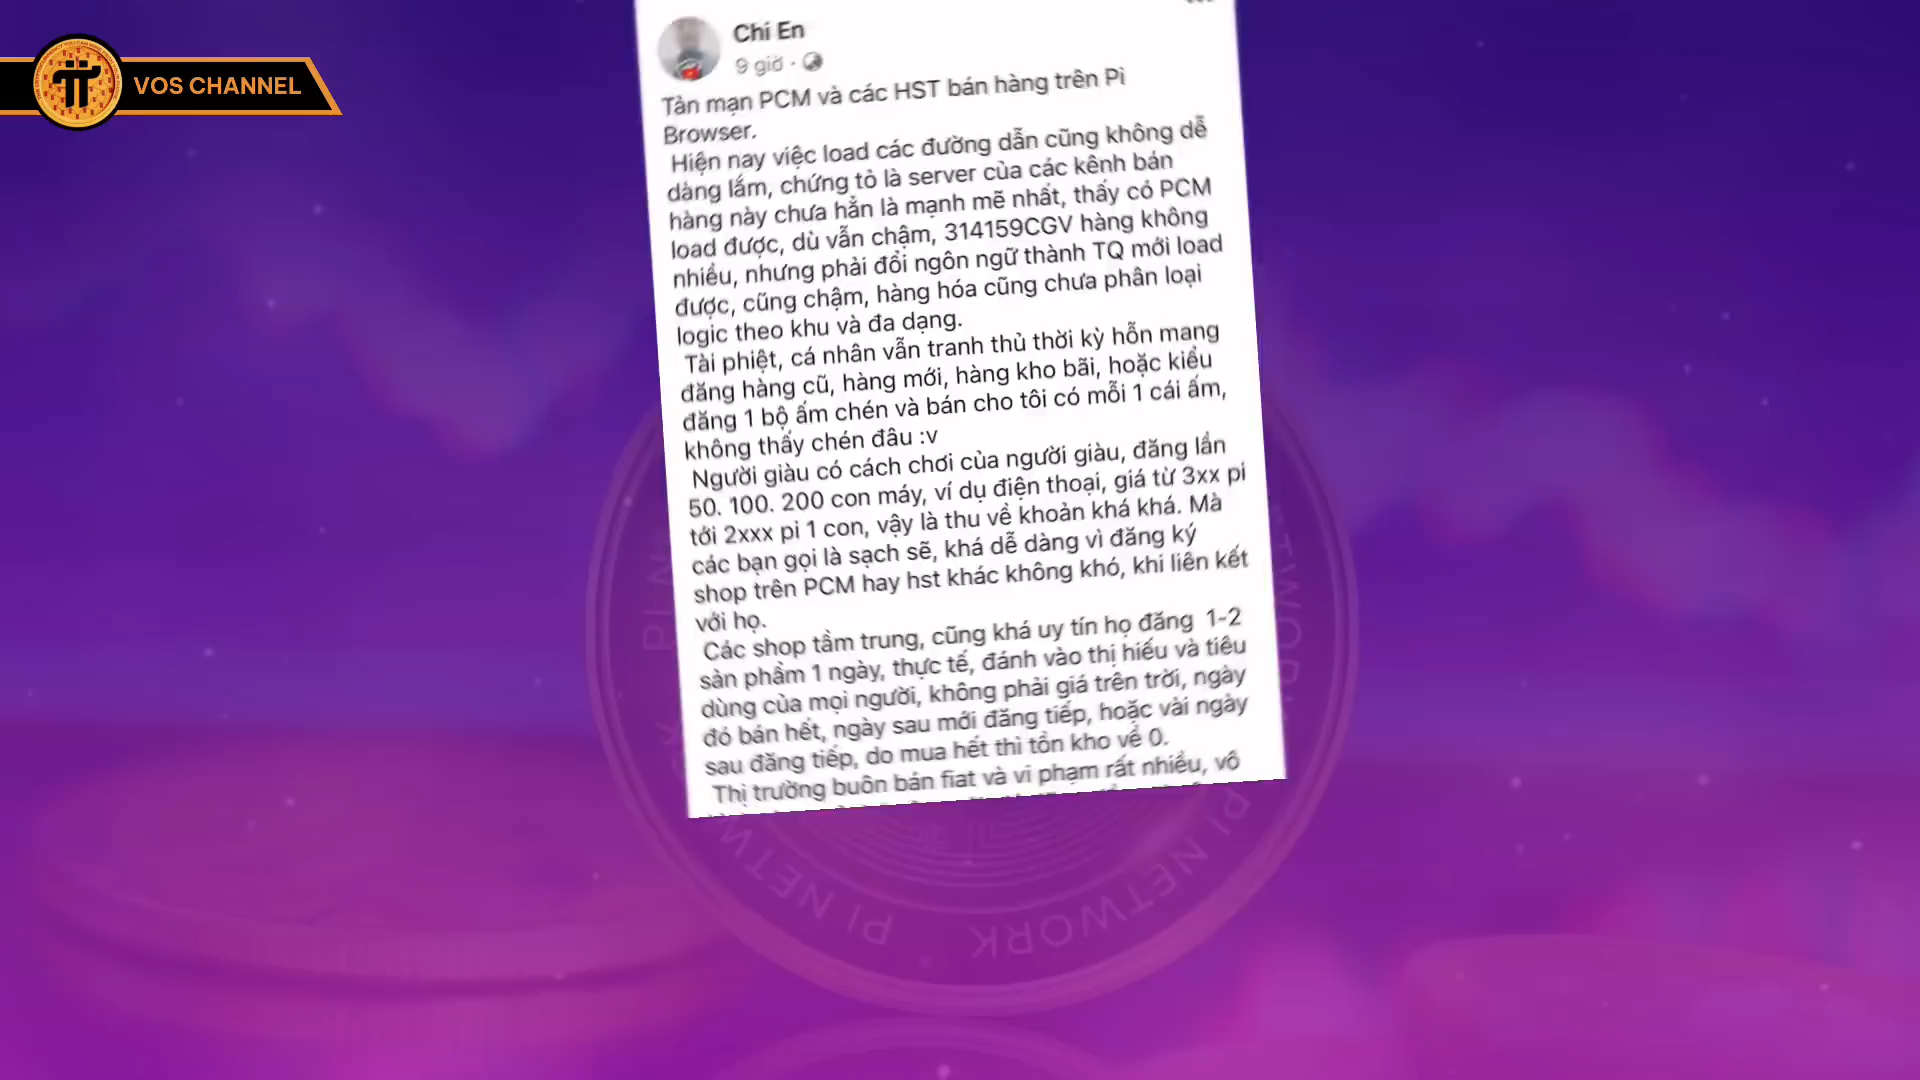 VOS CHANNEL
Chí En
9 giờ ·
Tản mạn PCM và các HST bán hàng trên Pi
Browser.
Hiện nay việc load các đường dẫn cũng không dễ
dàng lắm, chứng tỏ là server của các kênh bán
hàng này chưa hẳn là mạnh mẽ nhất, thấy có PCM
load được, dù vẫn chậm, 314159CGV hàng không
nhiều, nhưng phải đổi ngôn ngữ thành TQ mới load
được, cũng chậm, hàng hóa cũng chưa phân loại
logic theo khu và đa dạng.
Tài phiệt, cá nhân vẫn tranh thủ thời kỳ hỗn mang
đăng hàng cũ, hàng mới, hàng kho bãi, hoặc kiểu
đăng 1 bộ ấm chén và bán cho tôi có mỗi 1 cái ấm,
không thấy chén đâu :v
Người giàu có cách chơi của người giàu, đăng lần
50. 100. 200 con máy, ví dụ điện thoại, giá từ 3xx pi
tới 2xxx pi 1 con, vậy là thu về khoản khá khá. Mà
các bạn gọi là sạch sẽ, khá dễ dàng vì đăng ký
shop trên PCM hay hst khác không khó, khi liên kết
với họ.
Các shop tầm trung, cũng khá uy tín họ đăng 1-2
sản phẩm 1 ngày, thực tế, đánh vào thị hiếu và tiêu
dùng của mọi người, không phải giá trên trời, ngày
đó bán hết, ngày sau mới đăng tiếp, hoặc vài ngày
sau đăng tiếp, do mua hết thì tồn kho về 0.
Thị trường buôn bán fiat và vi phạm rất nhiều, vô
PI NETWORK
PI NETWORK